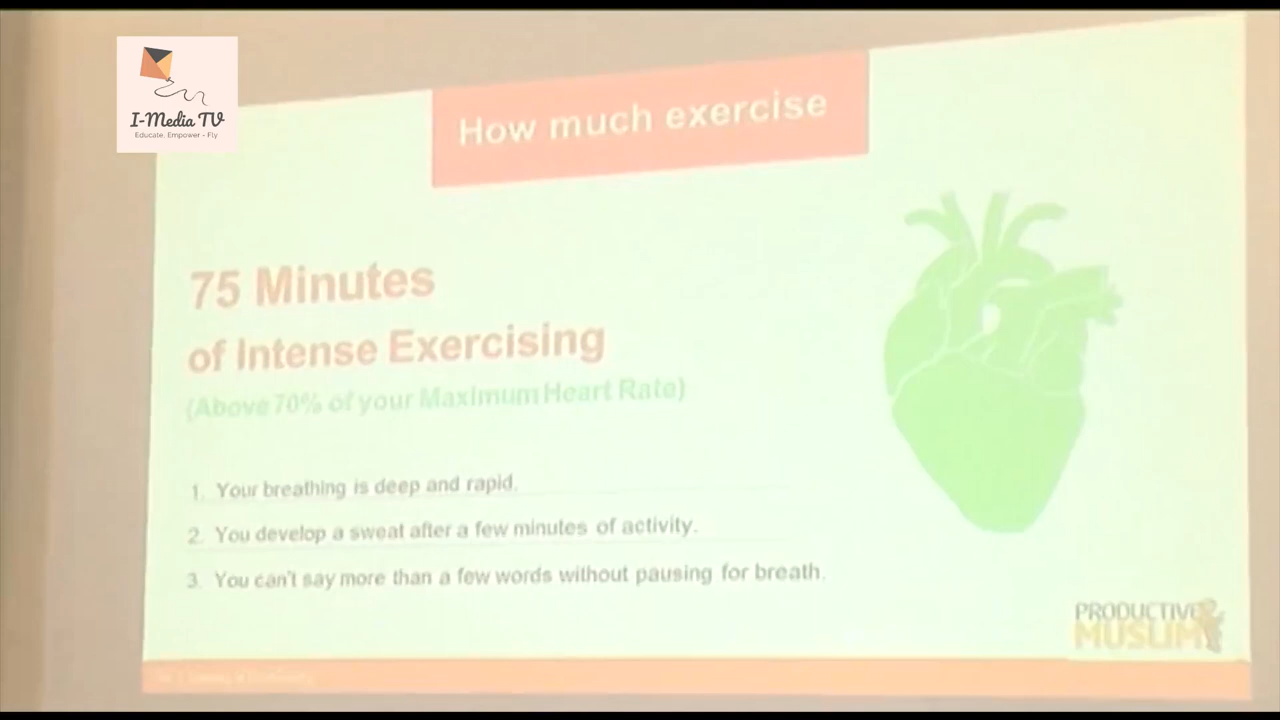 I-Media TV
Educate, Empower - Fly
How much exercise
75 Minutes
of Intense Exercising
(Above 70% of your Maximum Heart Rate)
1. Your breathing is deep and rapid.
2. You develop a sweat after a few minutes of activity.
3. You can't say more than a few words without pausing for breath.
PRODUCTIVE
MUSLIM